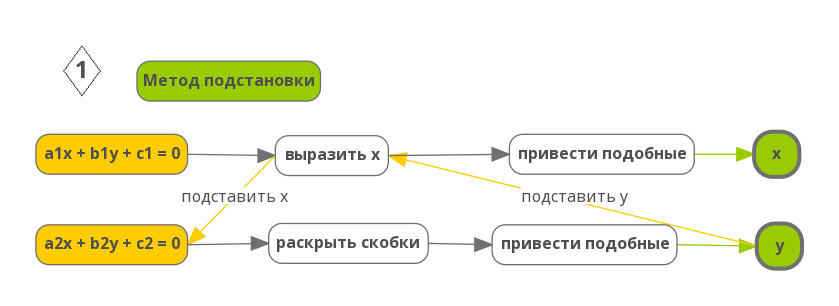 1
Метод подстановки
a1x + b1y + c1 = 0
выразить x
привести подобные
x
подставить x
подставить y
a2x + b2y + c2 = 0
раскрыть скобки
привести подобные
y